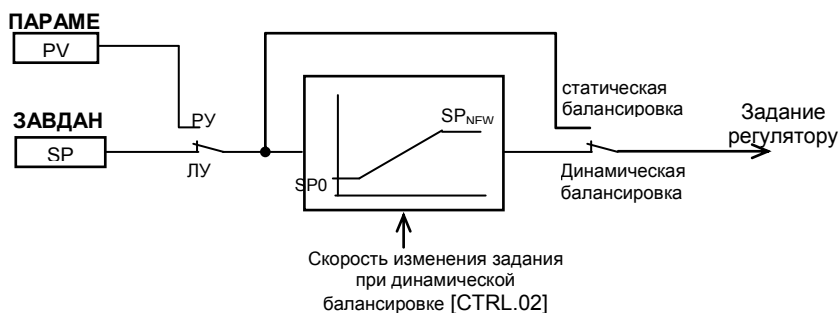 ПАРАМЕ
PV
ЗАВДАН
SP
РУ
ЛУ
SP0
SPNEW
статическая
балансировка
Динамическая
балансировка
Задание
регулятору
Скорость изменения задания
при динамической
балансировке [CTRL.02]